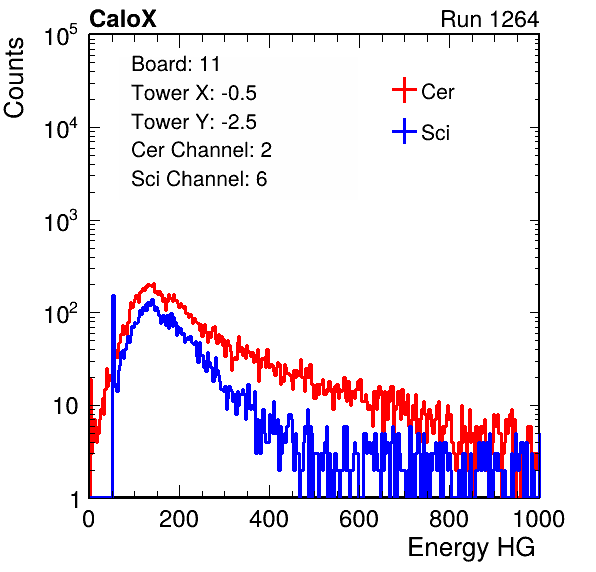 CaloX Run 1264
Counts
10^5
10^4
10^3
10^2
10
1
Board: 11
Tower X: -0.5
Tower Y: -2.5
Cer Channel: 2
Sci Channel: 6
Cer
Sci
0 200 400 600 800 1000
Energy HG